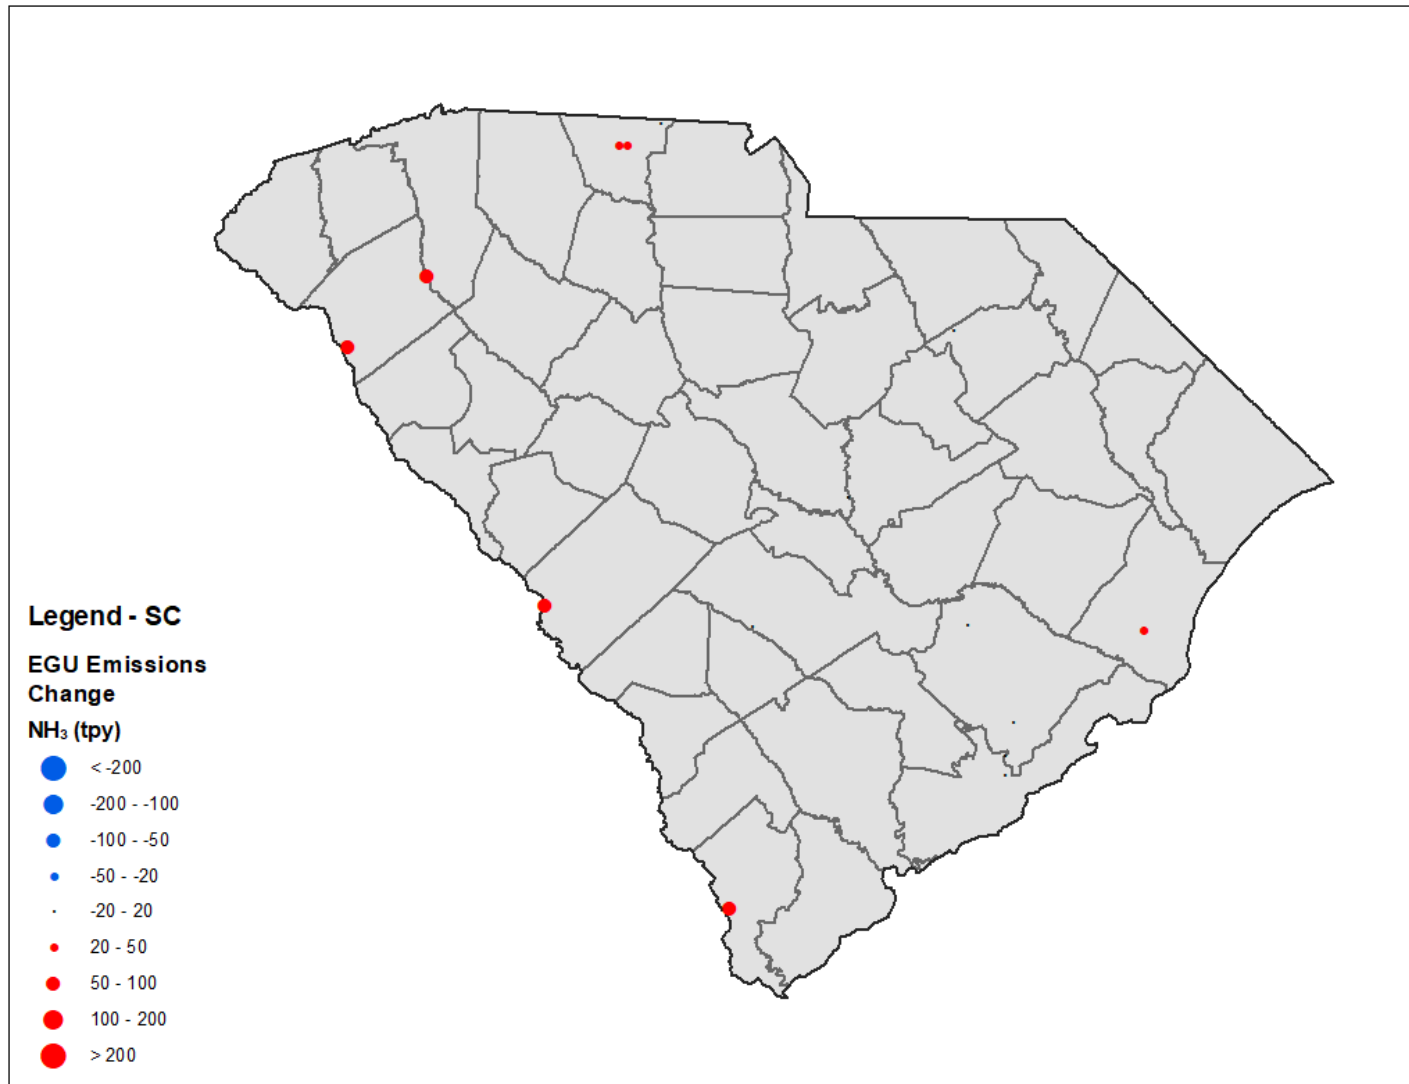 Legend - SC
EGU Emissions
Change
NH₃ (tpy)
< -200
-200 - -100
-100 - -50
-50 - -20
-20 - 20
20 - 50
50 - 100
100 - 200
> 200